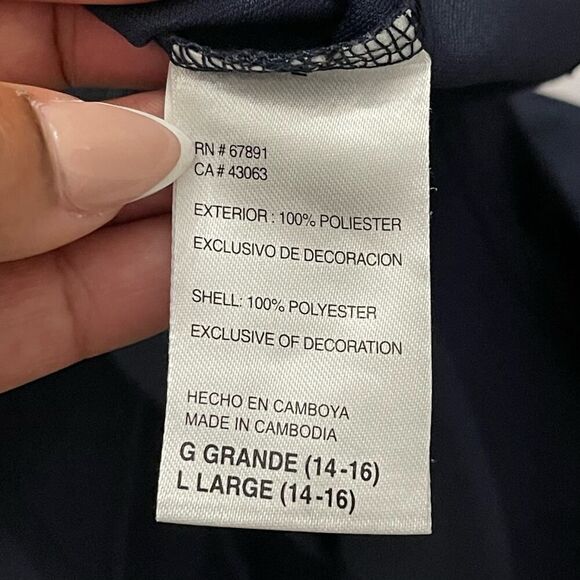 RN # 67891
CA # 43063
EXTERIOR : 100% POLIESTER
EXCLUSIVO DE DECORACION
SHELL: 100% POLYESTER
EXCLUSIVE OF DECORATION
HECHO EN CAMBOYA
MADE IN CAMBODIA
G GRANDE (14-16)
L LARGE (14-16)